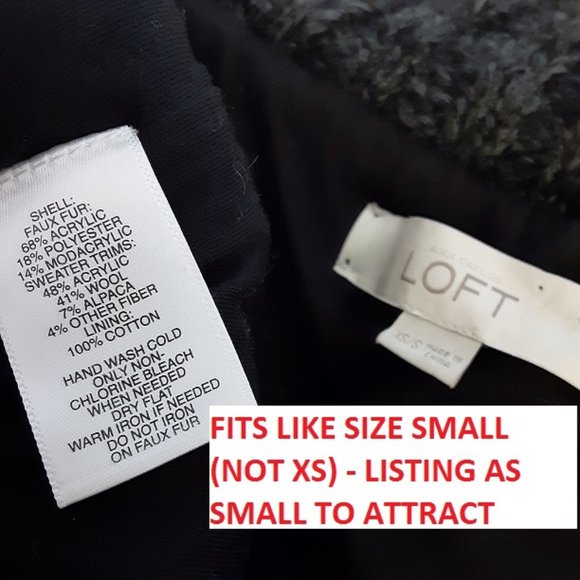 SHELL:
FAUX FUR:
68% ACRYLIC
18% POLYESTER
14% MODACRYLIC
SWEATER TRIMS:
48% ACRYLIC
41% WOOL
7% ALPACA
4% OTHER FIBER
LINING:
100% COTTON
HAND WASH COLD
ONLY NON-
CHLORINE BLEACH
WHEN NEEDED
DRY FLAT
WARM IRON IF NEEDED
DO NOT IRON
ON FAUX FUR
ANN TAYLOR
LOFT
XS/S
MADE IN
CHINA
FITS LIKE SIZE SMALL
(NOT XS) - LISTING AS
SMALL TO ATTRACT